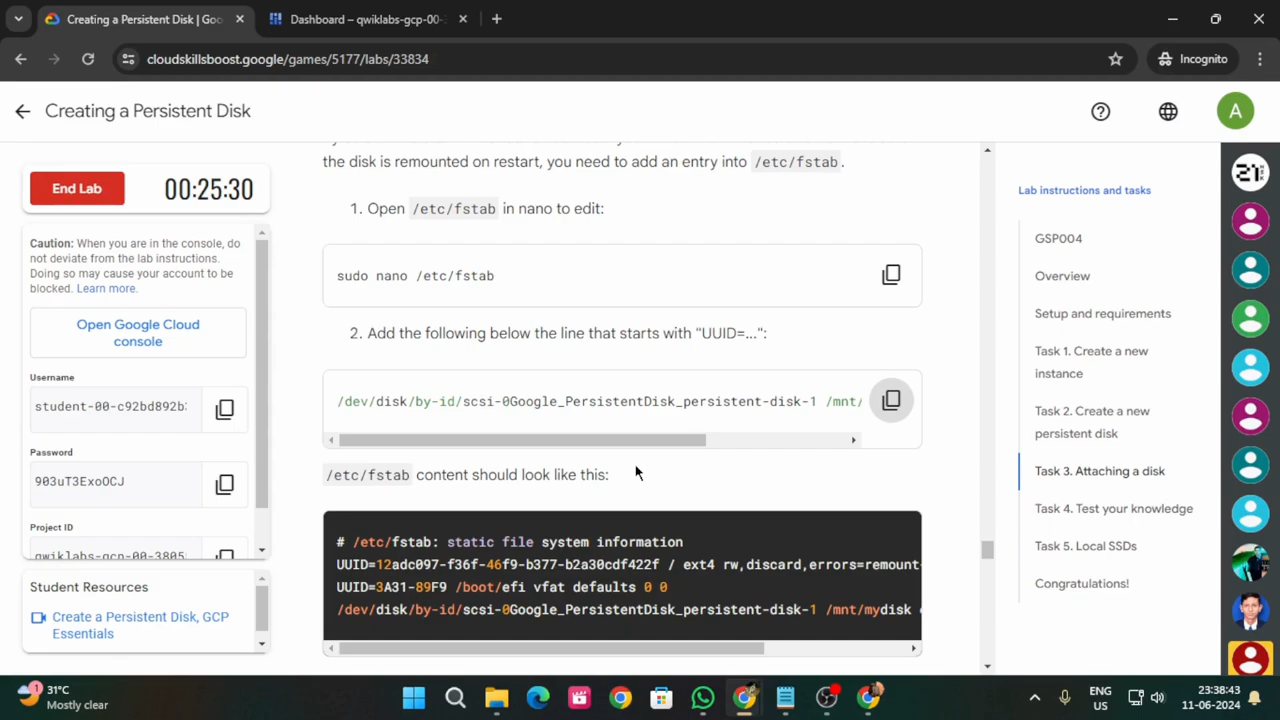 Creating a Persistent Disk | Goo
Dashboard – qwiklabs-gcp-00-
cloudskillsboost.google/games/5177/labs/33834
Incognito
Creating a Persistent Disk
A
End Lab
00:25:30
Caution: When you are in the console, do
not deviate from the lab instructions.
Doing so may cause your account to be
blocked. Learn more.
Open Google Cloud
console
Username
student-00-c92bd892b
Password
903uT3ExoOCJ
Project ID
qwiklabs-gcp-00-3805
Student Resources
Create a Persistent Disk, GCP
Essentials
the disk is remounted on restart, you need to add an entry into /etc/fstab.
1. Open /etc/fstab in nano to edit:
sudo nano /etc/fstab
2. Add the following below the line that starts with "UUID=...":
/dev/disk/by-id/scsi-0Google_PersistentDisk_persistent-disk-1 /mnt/
/etc/fstab content should look like this:
# /etc/fstab: static file system information
UUID=12adc097-f36f-46f9-b377-b2a30cdf422f / ext4 rw,discard,errors=remount-
UUID=3A31-89F9 /boot/efi vfat defaults 0 0
/dev/disk/by-id/scsi-0Google_PersistentDisk_persistent-disk-1 /mnt/mydisk
Lab instructions and tasks
GSP004
Overview
Setup and requirements
Task 1. Create a new
instance
Task 2. Create a new
persistent disk
Task 3. Attaching a disk
Task 4. Test your knowledge
Task 5. Local SSDs
Congratulations!
21
1
31°C
Mostly clear
ENG
US
23:38:43
11-06-2024